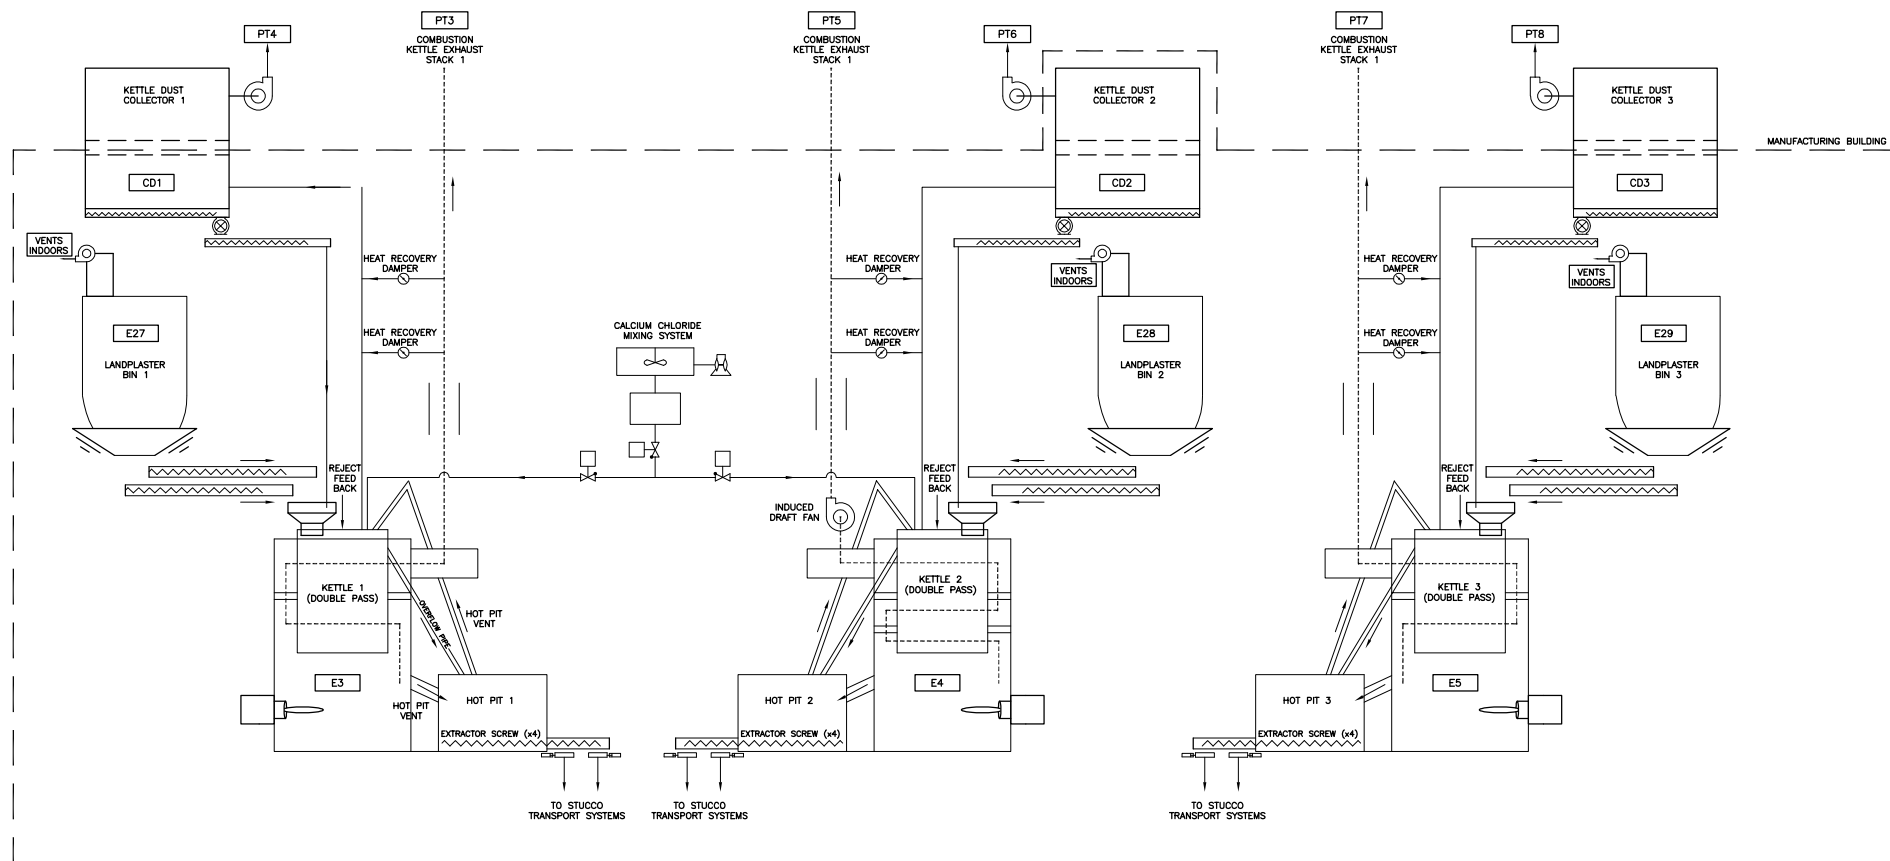 PT3
PT5
PT7
PT4
PT6
PT8
COMBUSTION
KETTLE EXHAUST
STACK 1
COMBUSTION
KETTLE EXHAUST
STACK 1
COMBUSTION
KETTLE EXHAUST
STACK 1
KETTLE DUST
COLLECTOR 1
KETTLE DUST
COLLECTOR 2
KETTLE DUST
COLLECTOR 3
MANUFACTURING BUILDING
CD1
CD2
CD3
VENTS
INDOORS
HEAT RECOVERY
DAMPER
HEAT RECOVERY
DAMPER
VENTS
INDOORS
HEAT RECOVERY
DAMPER
VENTS
INDOORS
E27
LANDPLASTER
BIN 1
HEAT RECOVERY
DAMPER
CALCIUM CHLORIDE
MIXING SYSTEM
HEAT RECOVERY
DAMPER
E28
LANDPLASTER
BIN 2
HEAT RECOVERY
DAMPER
E29
LANDPLASTER
BIN 3
REJECT
FEED
BACK
REJECT
FEED
BACK
REJECT
FEED
BACK
INDUCED
DRAFT FAN
KETTLE 1
(DOUBLE PASS)
KETTLE 2
(DOUBLE PASS)
KETTLE 3
(DOUBLE PASS)
OVERFLOW PIPE
HOT PIT
VENT
E3
E4
E5
HOT PIT
VENT
HOT PIT 1
HOT PIT 2
HOT PIT 3
EXTRACTOR SCREW (x4)
EXTRACTOR SCREW (x4)
EXTRACTOR SCREW (x4)
TO STUCCO
TRANSPORT SYSTEMS
TO STUCCO
TRANSPORT SYSTEMS
TO STUCCO
TRANSPORT SYSTEMS